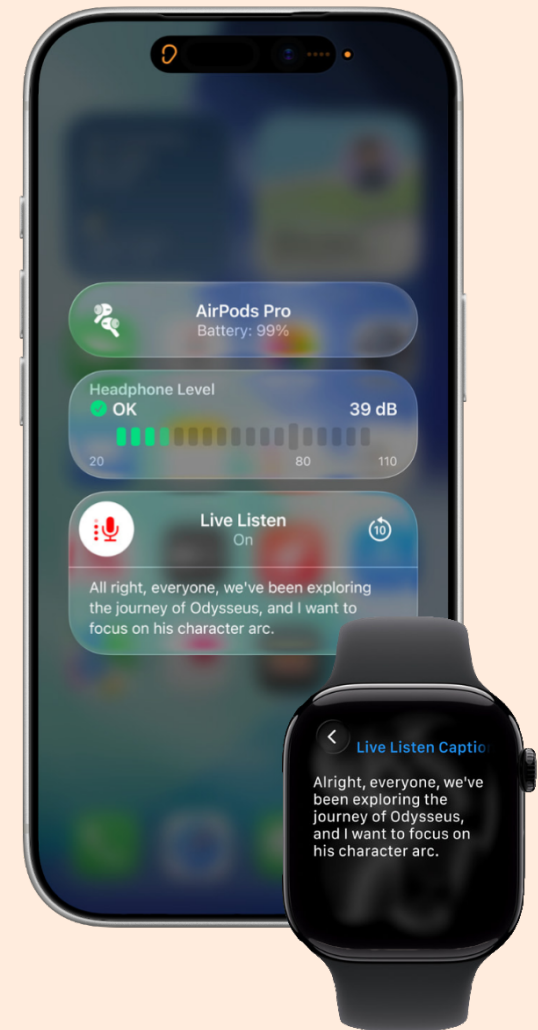 AirPods Pro
Battery: 99%
Headphone Level
OK
39 dB
20
80
110
Live Listen
On
10
All right, everyone, we've been exploring
the journey of Odysseus, and I want to
focus on his character arc.
Live Listen Captio
Alright, everyone, we've
been exploring the
journey of Odysseus,
and I want to focus on
his character arc.